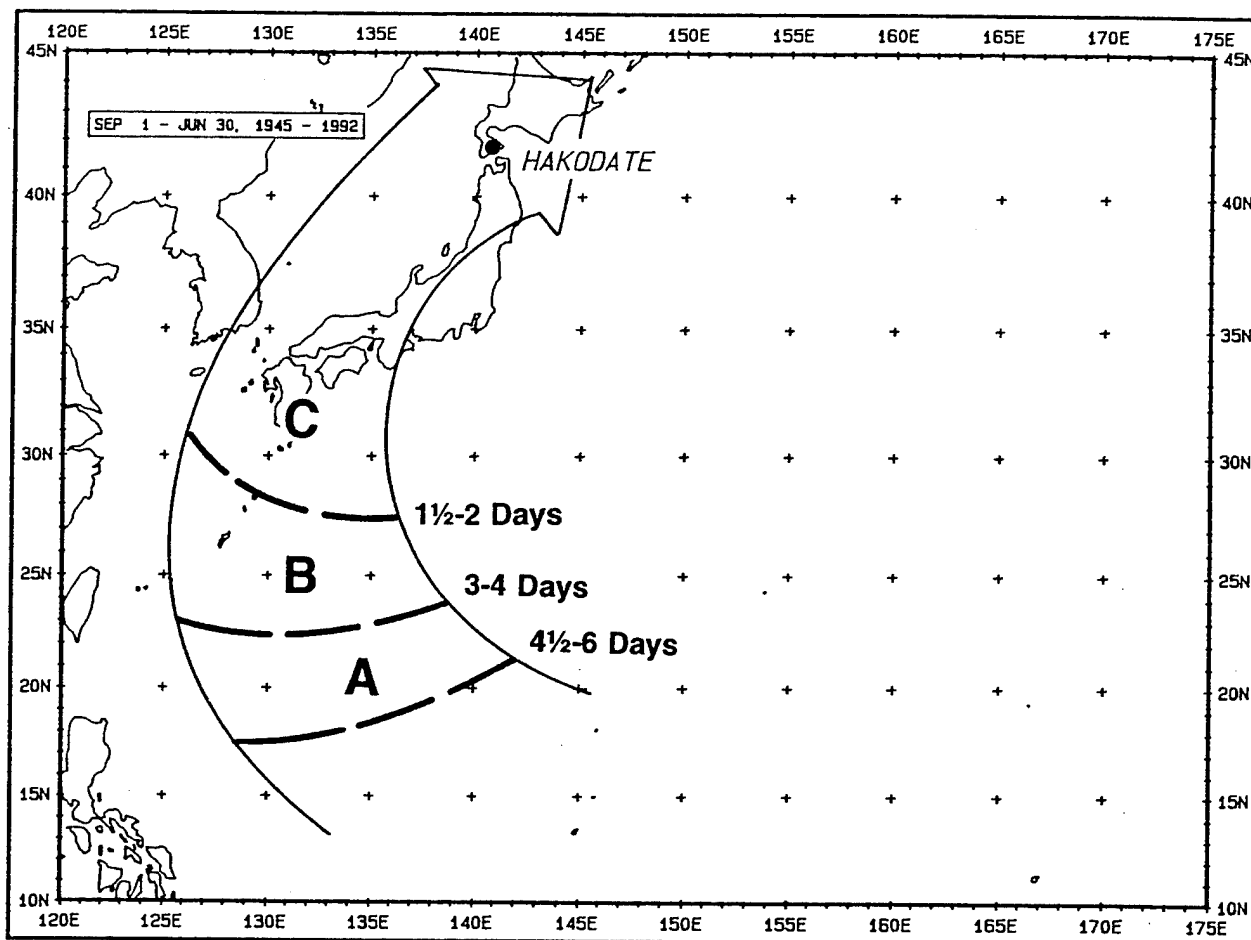 120E 125E 130E 135E 140E 145E 150E 155E 160E 165E 170E 175E
45N 45N
SEP 1 - JUN 30, 1945 - 1992
HAKODATE
40N 40N
35N 35N
C
30N 30N
1½-2 Days
B
25N 25N
3-4 Days
4½-6 Days
A
20N 20N
15N 15N
10N 10N
120E 125E 130E 135E 140E 145E 150E 155E 160E 165E 170E 175E